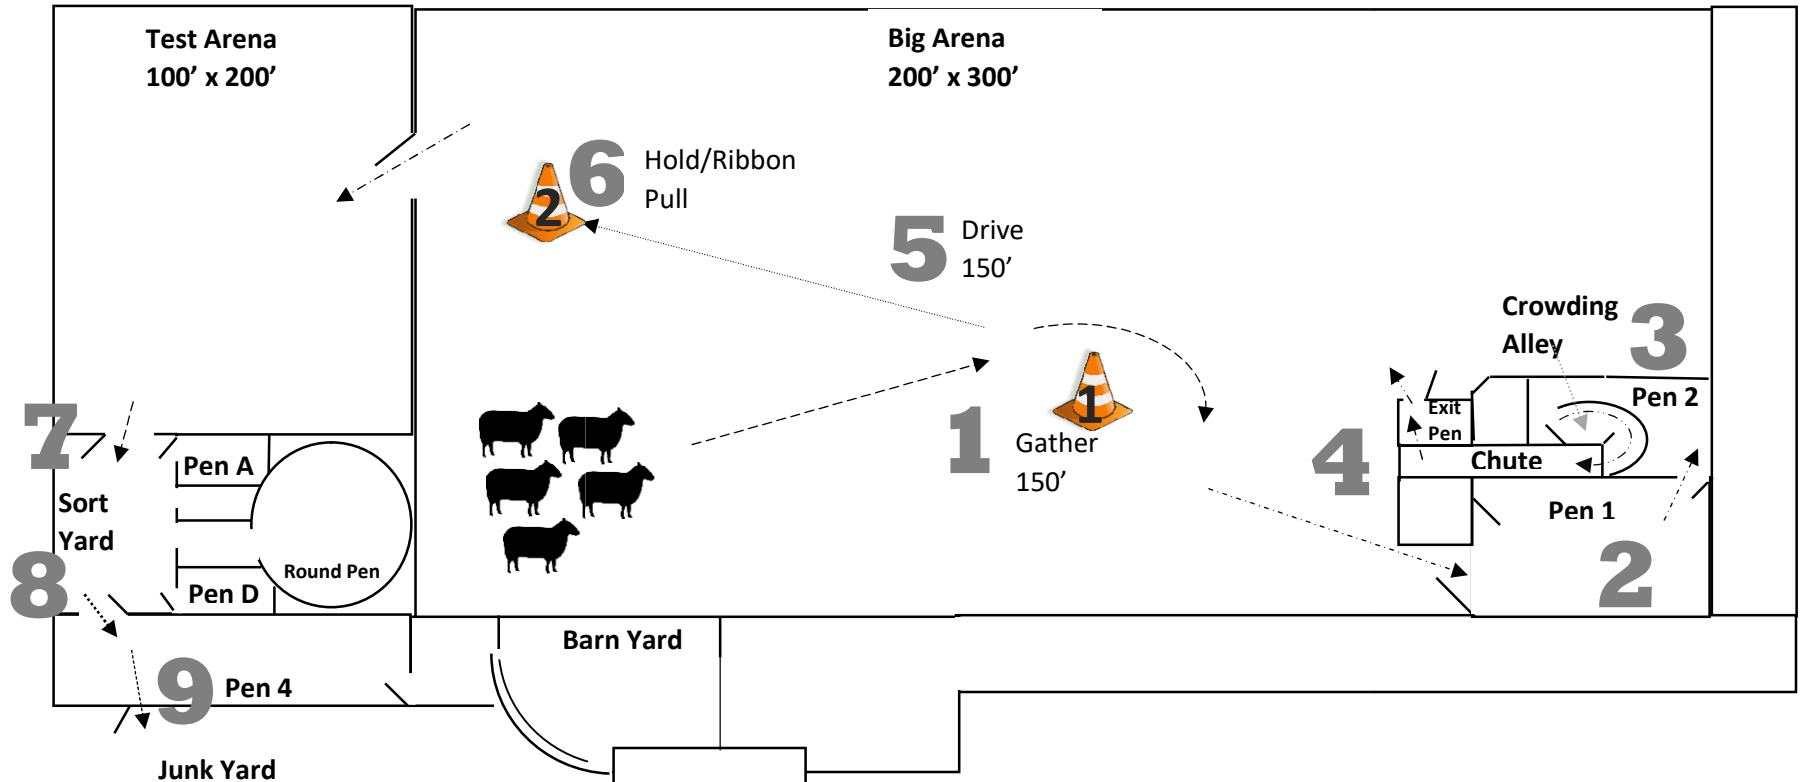 Test Arena
100’ x 200’
Big Arena
200’ x 300’
2
6
Hold/Ribbon
Pull
5
Drive
150’
Crowding
Alley
3
1
1
Gather
150’
4
Exit
Pen
Pen 2
Chute
7
Pen A
Sort
Yard
Pen 1
2
8
Round Pen
Pen D
Barn Yard
9
Pen 4
Junk Yard